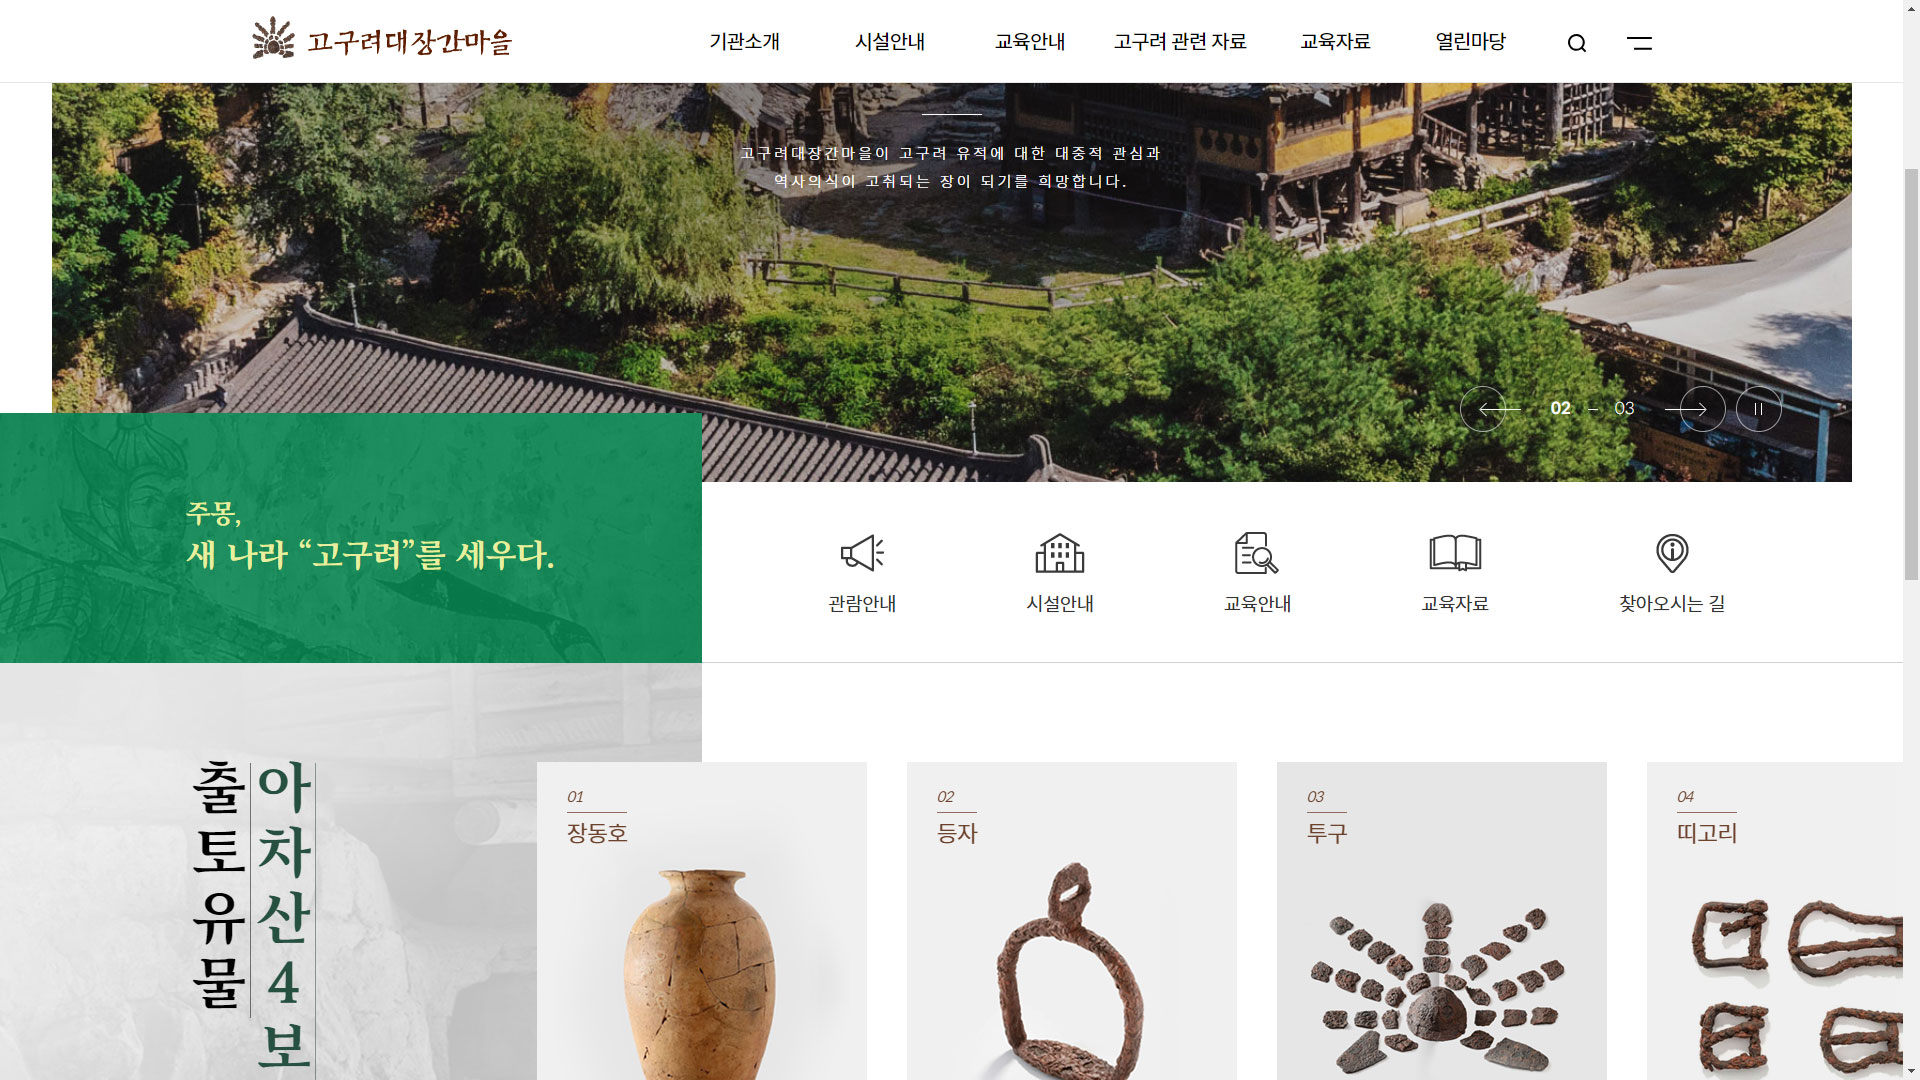 고구려대장간마을
기관소개
시설안내
교육안내
고구려 관련 자료
교육자료
열린마당
고구려대장간마을이 고구려 유적에 대한 대중적 관심과
역사의식이 고취되는 장이 되기를 희망합니다.
02 – 03
주몽,
새 나라 “고구려”를 세우다.
관람안내
시설안내
교육안내
교육자료
찾아오시는 길
아차산4보
출토유물
01
장동호
02
등자
03
투구
04
띠고리